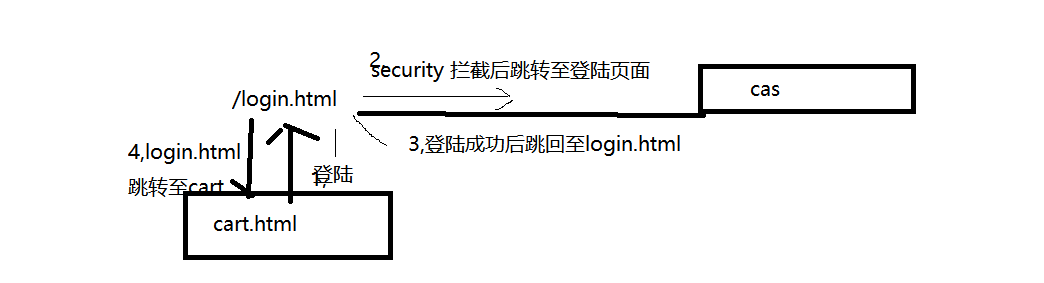 2,
security 拦截后跳转至登陆页面
cas
/login.html
3,登陆成功后跳回至login.html
4,login.html
跳转至cart
1,
登陆
cart.html